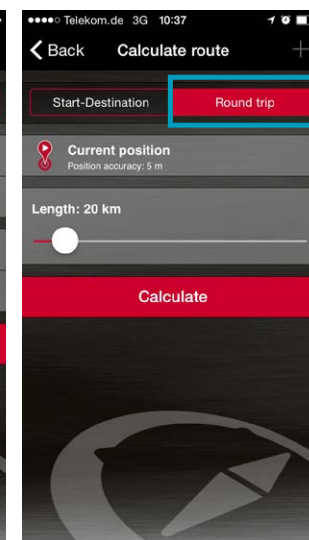 ●●●●○ Telekom.de 3G 10:37
Back Calculate route +
Start-Destination Round trip
Current position
Position accuracy: 5 m
Length: 20 km
Calculate